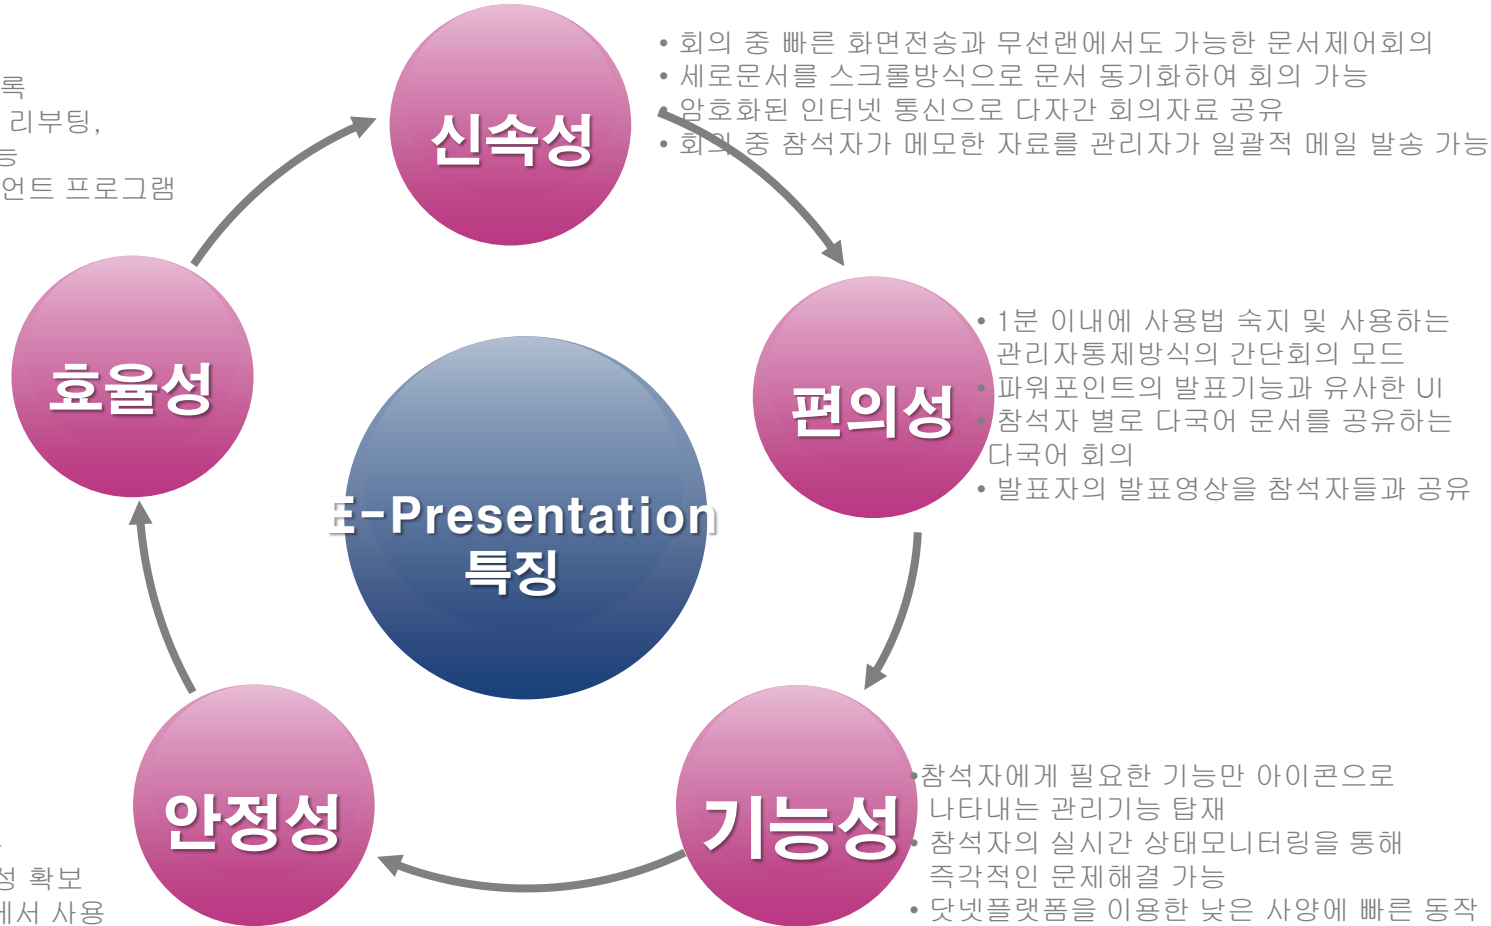 신속성
• 회의 중 빠른 화면전송과 무선랜에서도 가능한 문서제어회의
• 세로문서를 스크롤방식으로 문서 동기화하여 회의 가능
• 암호화된 인터넷 통신으로 다자간 회의자료 공유
• 회의 중 참석자가 메모한 자료를 관리자가 일괄적 메일 발송 가능
록
리부팅,
능
언트 프로그램
효율성
편의성
• 1분 이내에 사용법 숙지 및 사용하는
관리자통제방식의 간단회의 모드
• 파워포인트의 발표기능과 유사한 UI
• 참석자 별로 다국어 문서를 공유하는
다국어 회의
• 발표자의 발표영상을 참석자들과 공유
E-Presentation
특징
안정성
성 확보
에서 사용
기능성
•참석자에게 필요한 기능만 아이콘으로
나타내는 관리기능 탑재
• 참석자의 실시간 상태모니터링을 통해
즉각적인 문제해결 가능
• 닷넷플랫폼을 이용한 낮은 사양에 빠른 동작